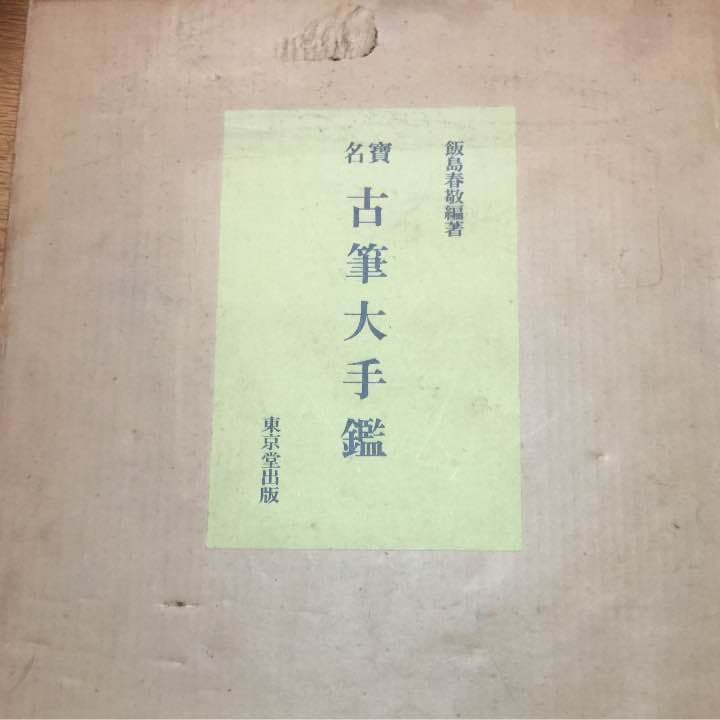 飯島春敬編著
名寶
古筆大手鑑
東京堂出版